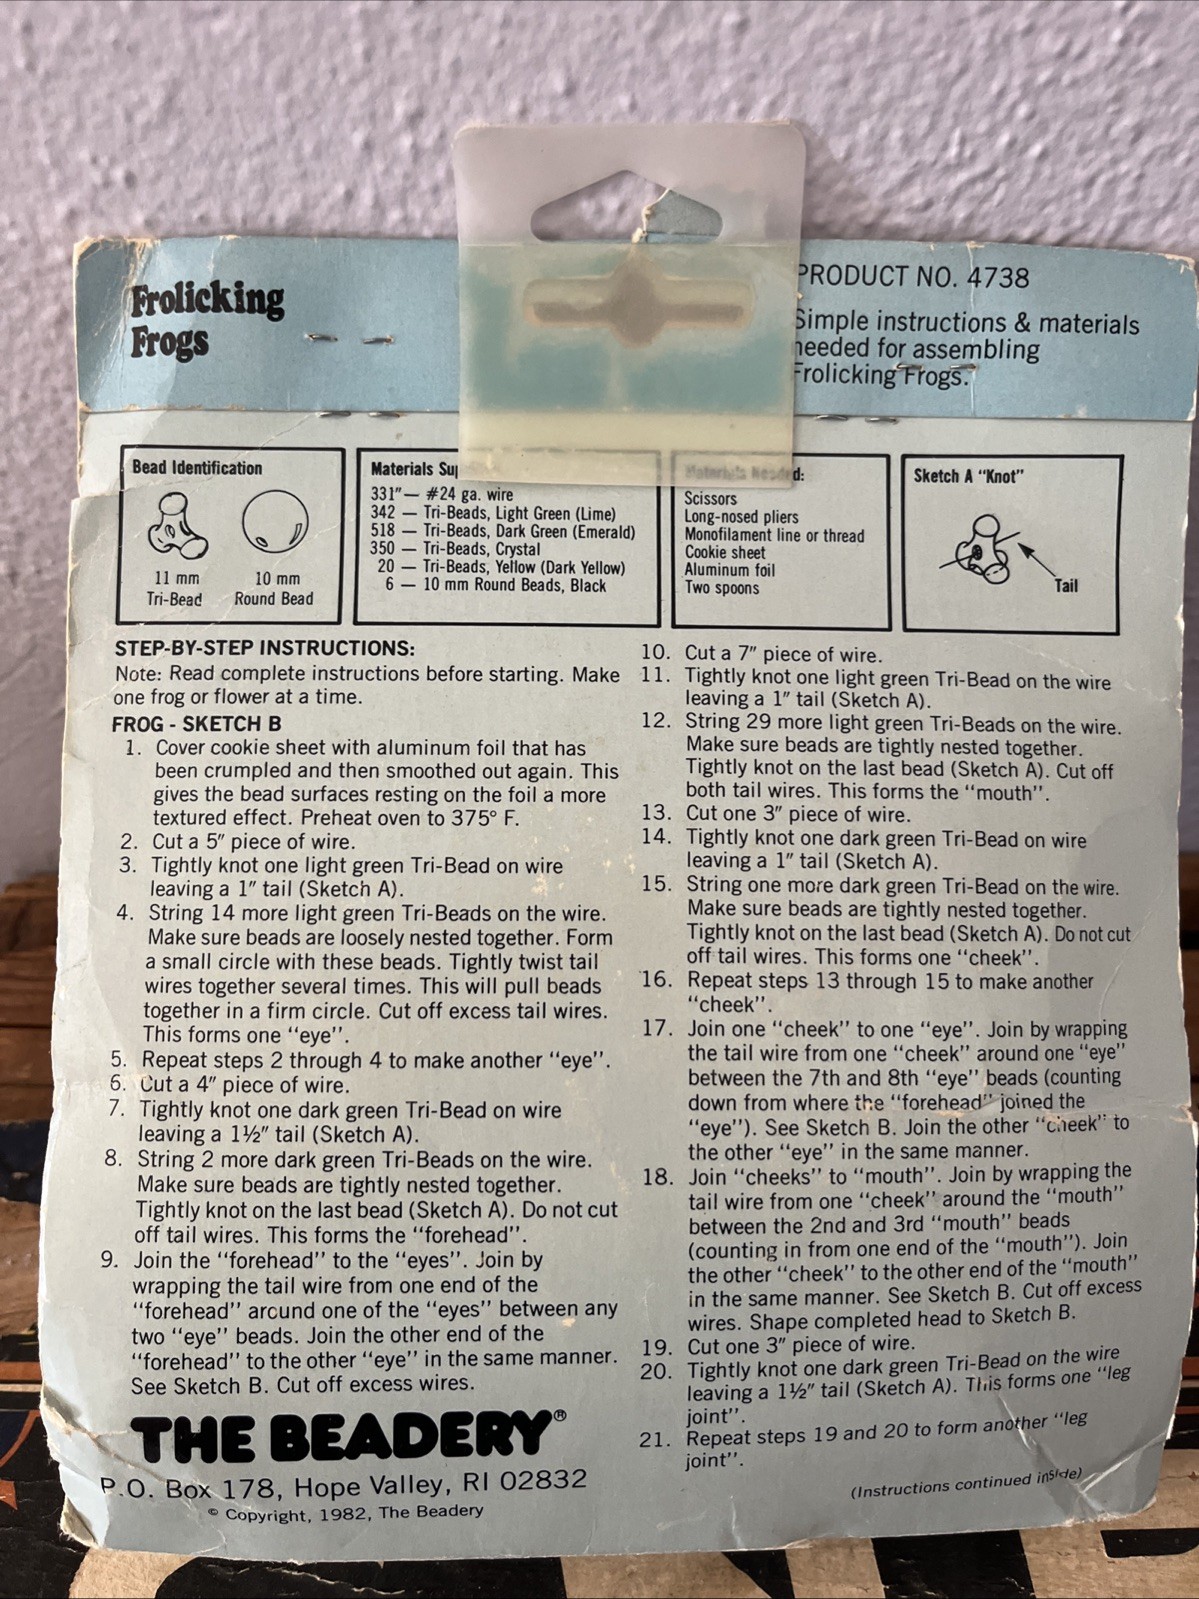 Frolicking
Frogs
PRODUCT NO. 4738
Simple instructions & materials
needed for assembling
Frolicking Frogs.
Bead Identification
11 mm
Tri-Bead
10 mm
Round Bead
Materials Sup
331″ — #24 ga. wire
342 — Tri-Beads, Light Green (Lime)
518 — Tri-Beads, Dark Green (Emerald)
350 — Tri-Beads, Crystal
20 — Tri-Beads, Yellow (Dark Yellow)
6 — 10 mm Round Beads, Black
Materials Needed:
Scissors
Long-nosed pliers
Monofilament line or thread
Cookie sheet
Aluminum foil
Two spoons
Sketch A “Knot”
Tail
STEP-BY-STEP INSTRUCTIONS:
Note: Read complete instructions before starting. Make
one frog or flower at a time.
FROG - SKETCH B
1. Cover cookie sheet with aluminum foil that has
been crumpled and then smoothed out again. This
gives the bead surfaces resting on the foil a more
textured effect. Preheat oven to 375° F.
2. Cut a 5″ piece of wire.
3. Tightly knot one light green Tri-Bead on wire
leaving a 1″ tail (Sketch A).
4. String 14 more light green Tri-Beads on the wire.
Make sure beads are loosely nested together. Form
a small circle with these beads. Tightly twist tail
wires together several times. This will pull beads
together in a firm circle. Cut off excess tail wires.
This forms one “eye”.
5. Repeat steps 2 through 4 to make another “eye”.
6. Cut a 4″ piece of wire.
7. Tightly knot one dark green Tri-Bead on wire
leaving a 1½″ tail (Sketch A).
8. String 2 more dark green Tri-Beads on the wire.
Make sure beads are tightly nested together.
Tightly knot on the last bead (Sketch A). Do not cut
off tail wires. This forms the “forehead”.
9. Join the “forehead” to the “eyes”. Join by
wrapping the tail wire from one end of the
“forehead” around one of the “eyes” between any
two “eye” beads. Join the other end of the
“forehead” to the other “eye” in the same manner.
See Sketch B. Cut off excess wires.
THE BEADERY®
P.O. Box 178, Hope Valley, RI 02832
© Copyright, 1982, The Beadery
10. Cut a 7″ piece of wire.
11. Tightly knot one light green Tri-Bead on the wire
leaving a 1″ tail (Sketch A).
12. String 29 more light green Tri-Beads on the wire.
Make sure beads are tightly nested together.
Tightly knot on the last bead (Sketch A). Cut off
both tail wires. This forms the “mouth”.
13. Cut one 3″ piece of wire.
14. Tightly knot one dark green Tri-Bead on wire
leaving a 1″ tail (Sketch A).
15. String one more dark green Tri-Bead on the wire.
Make sure beads are tightly nested together.
Tightly knot on the last bead (Sketch A). Do not cut
off tail wires. This forms one “cheek”.
16. Repeat steps 13 through 15 to make another
“cheek”.
17. Join one “cheek” to one “eye”. Join by wrapping
the tail wire from one “cheek” around one “eye”
between the 7th and 8th “eye” beads (counting
down from where the “forehead” joined the
“eye”). See Sketch B. Join the other “cheek” to
the other “eye” in the same manner.
18. Join “cheeks” to “mouth”. Join by wrapping the
tail wire from one “cheek” around the “mouth”
between the 2nd and 3rd “mouth” beads
(counting in from one end of the “mouth”). Join
the other “cheek” to the other end of the “mouth”
in the same manner. See Sketch B. Cut off excess
wires. Shape completed head to Sketch B.
19. Cut one 3″ piece of wire.
20. Tightly knot one dark green Tri-Bead on the wire
leaving a 1½″ tail (Sketch A). This forms one “leg
joint”.
21. Repeat steps 19 and 20 to form another “leg
joint”.
(Instructions continued inside)